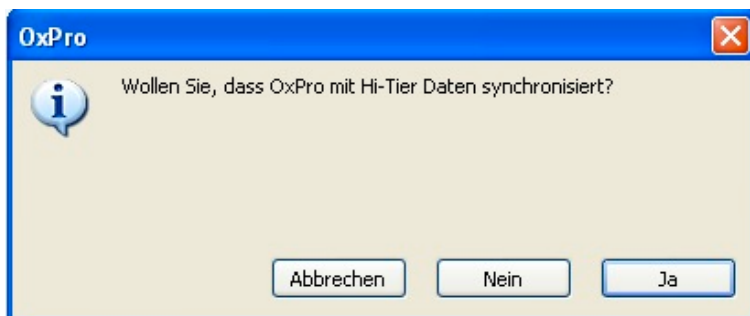 OxPro
Wollen Sie, dass OxPro mit Hi-Tier Daten synchronisiert?
Abbrechen Nein Ja